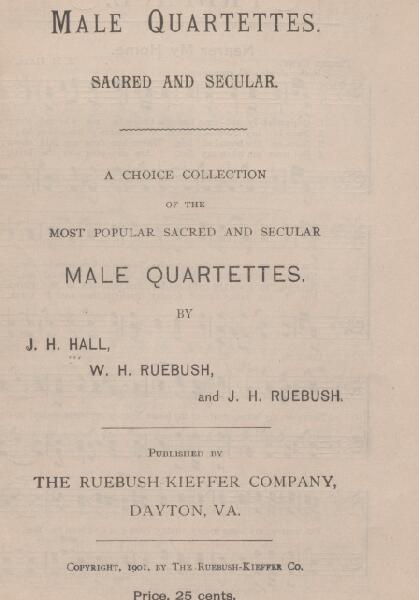 MALE QUARTETTES.
SACRED AND SECULAR.
A CHOICE COLLECTION
OF THE
MOST POPULAR SACRED AND SECULAR
MALE QUARTETTES.
BY
J. H. HALL,
W. H. RUEBUSH,
and J. H. RUEBUSH.
PUBLISHED BY
THE RUEBUSH-KIEFFER COMPANY,
DAYTON, VA.
COPYRIGHT, 1901, BY THE RUEBUSH-KIEFFER CO.
Price, 25 cents.